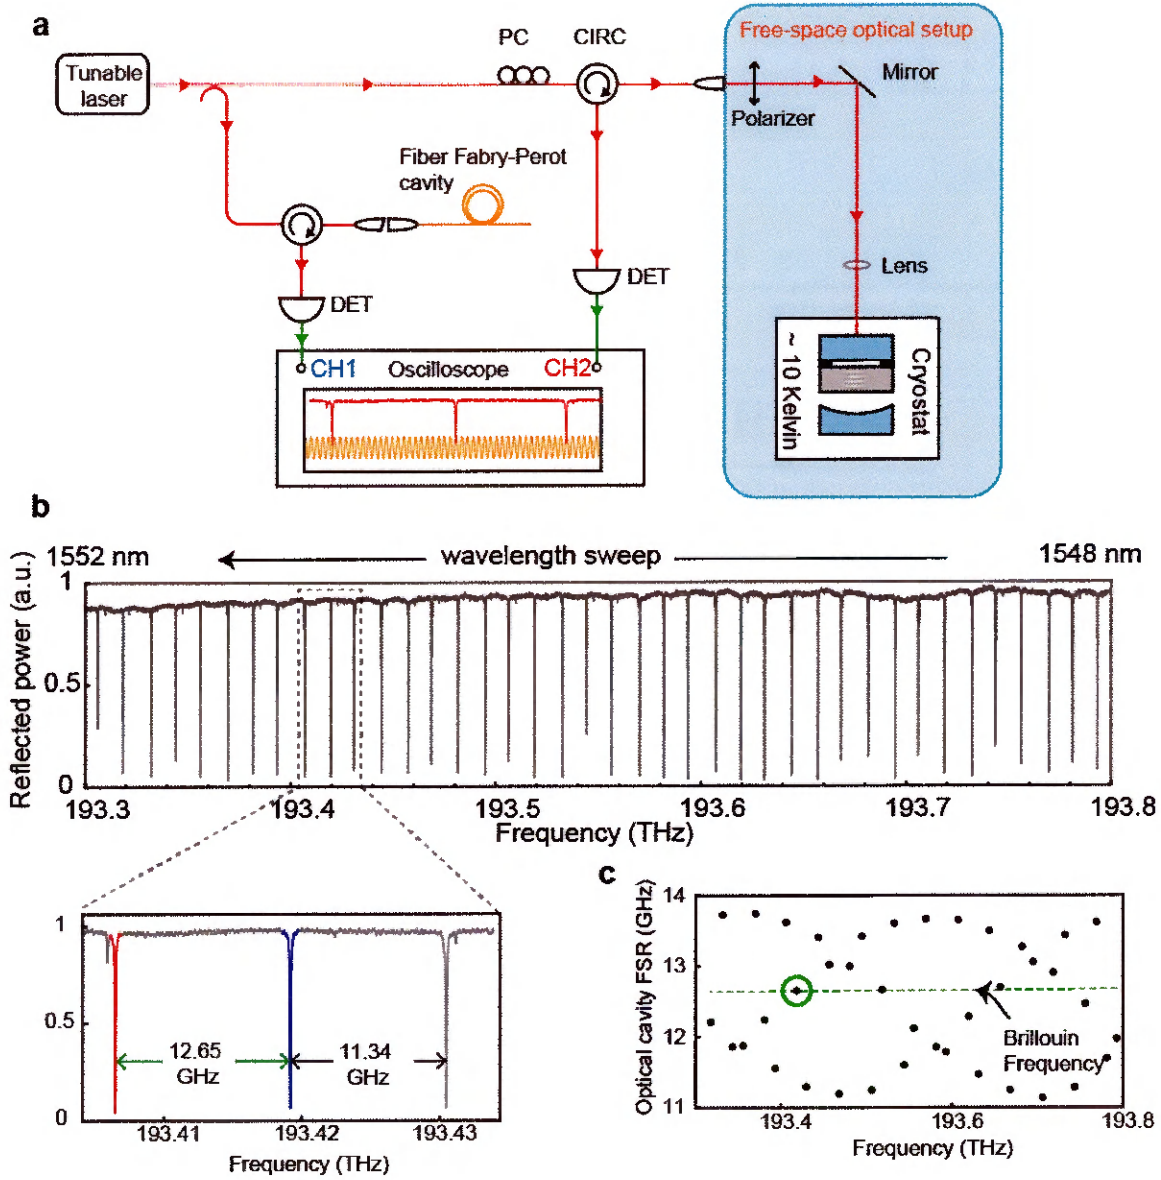 a
Tunable
laser
PC
CIRC
Free-space optical setup
Mirror
Polarizer
Fiber Fabry-Perot
cavity
Lens
DET
DET
CH1
Oscilloscope
CH2
~ 10 Kelvin
Cryostat
b
1552 nm
wavelength sweep
1548 nm
Reflected power (a.u.)
1
0.5
0
193.3
193.4
193.5
193.6
193.7
193.8
Frequency (THz)
1
0.5
0
12.65
GHz
11.34
GHz
193.41
193.42
193.43
Frequency (THz)
c
Optical cavity FSR (GHz)
14
13
12
11
Brillouin
Frequency
193.4
193.6
193.8
Frequency (THz)